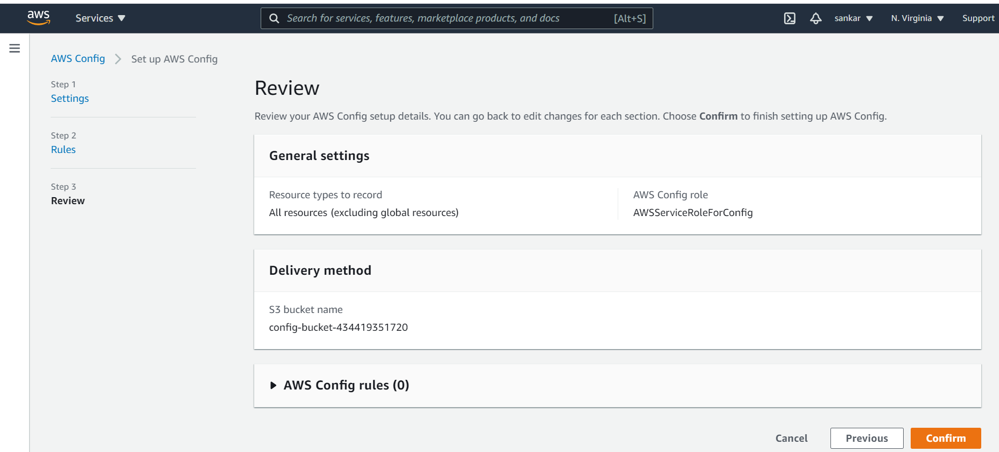 aws
Services
Search for services, features, marketplace products, and docs
[Alt+S]
sankar
N. Virginia
Support
AWS Config
Set up AWS Config
Step 1
Settings
Step 2
Rules
Step 3
Review
Review
Review your AWS Config setup details. You can go back to edit changes for each section. Choose Confirm to finish setting up AWS Config.
General settings
Resource types to record
All resources (excluding global resources)
AWS Config role
AWSServiceRoleForConfig
Delivery method
S3 bucket name
config-bucket-434419351720
AWS Config rules (0)
Cancel
Previous
Confirm